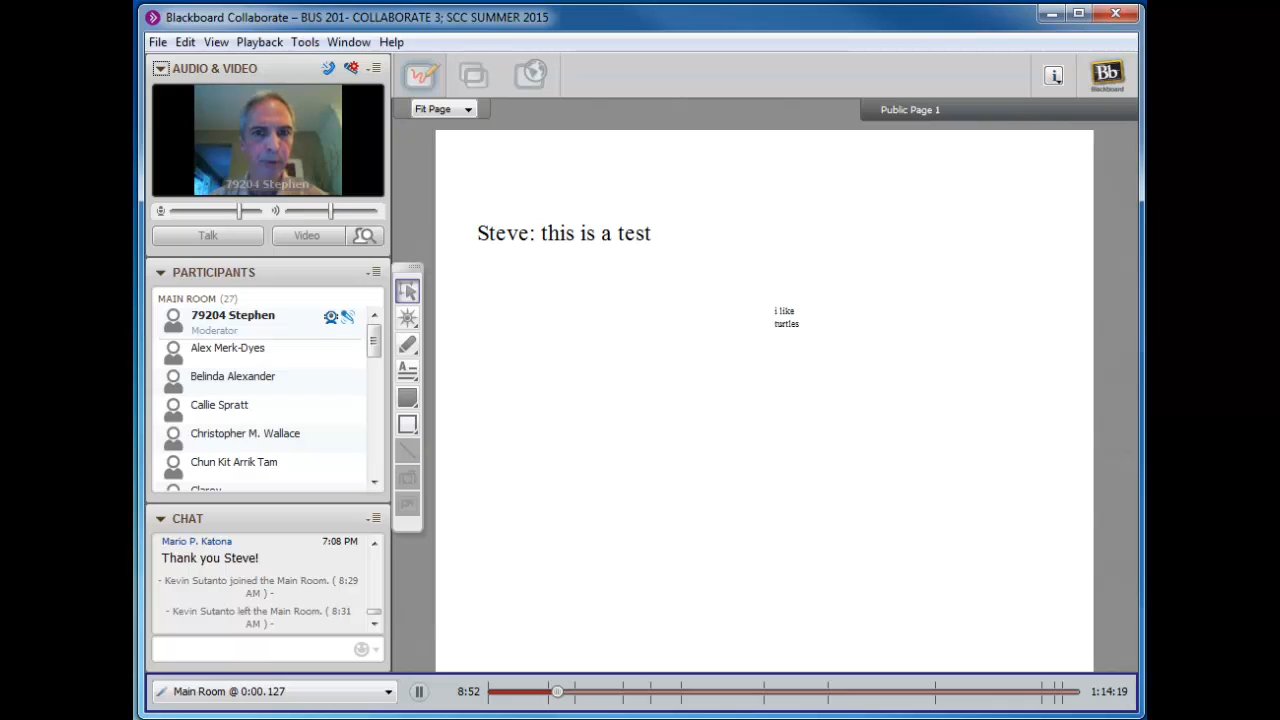 Blackboard Collaborate – BUS 201- COLLABORATE 3; SCC SUMMER 2015
File Edit View Playback Tools Window Help
AUDIO & VIDEO
79204 Stephen
Talk
Video
PARTICIPANTS
MAIN ROOM (27)
79204 Stephen
Moderator
Alex Merk-Dyes
Belinda Alexander
Callie Spratt
Christopher M. Wallace
Chun Kit Arrik Tam
CHAT
Mario P. Katona 7:08 PM
Thank you Steve!
- Kevin Sutanto joined the Main Room. ( 8:29
AM ) -
- Kevin Sutanto left the Main Room. ( 8:31
AM ) -
Fit Page
Public Page 1
i
Bb
Blackboard
Steve: this is a test
i like
turtles
Main Room @ 0:00.127
8:52
1:14:19